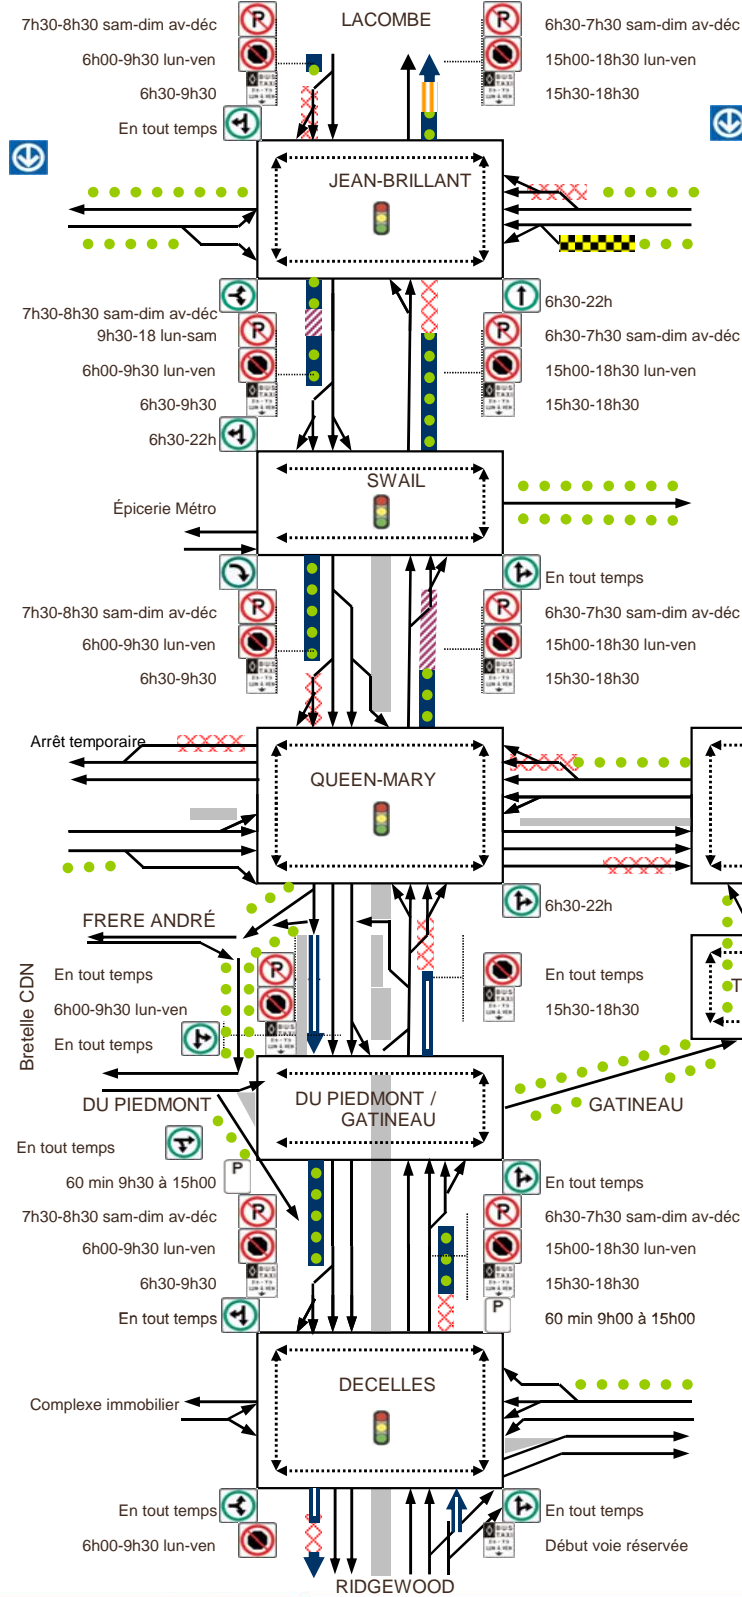 LACOMBE
7h30-8h30 sam-dim av-déc
6h30-7h30 sam-dim av-déc
6h00-9h30 lun-ven
15h00-18h30 lun-ven
6h30-9h30
15h30-18h30
En tout temps
JEAN-BRILLANT
6h30-22h
7h30-8h30 sam-dim av-déc
9h30-18 lun-sam
6h30-7h30 sam-dim av-déc
6h00-9h30 lun-ven
15h00-18h30 lun-ven
6h30-9h30
15h30-18h30
6h30-22h
SWAIL
Épicerie Métro
En tout temps
7h30-8h30 sam-dim av-déc
6h30-7h30 sam-dim av-déc
6h00-9h30 lun-ven
15h00-18h30 lun-ven
6h30-9h30
15h30-18h30
Arrêt temporaire
QUEEN-MARY
6h30-22h
FRERE ANDRÉ
Bretelle CDN
En tout temps
En tout temps
6h00-9h30 lun-ven
15h30-18h30
En tout temps
T
DU PIEDMONT
DU PIEDMONT /
GATINEAU
GATINEAU
En tout temps
P
60 min 9h30 à 15h00
En tout temps
7h30-8h30 sam-dim av-déc
6h30-7h30 sam-dim av-déc
6h00-9h30 lun-ven
15h00-18h30 lun-ven
6h30-9h30
15h30-18h30
En tout temps
P
60 min 9h00 à 15h00
DECELLES
Complexe immobilier
En tout temps
En tout temps
6h00-9h30 lun-ven
Début voie réservée
RIDGEWOOD